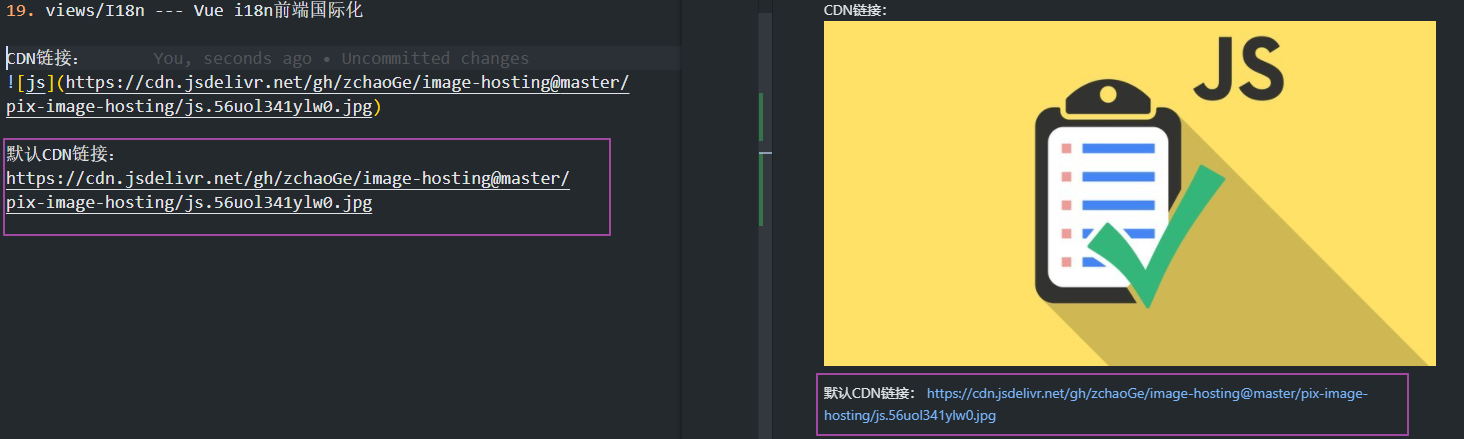 19. views/I18n --- Vue i18n前端国际化
CDN链接：
You, seconds ago • Uncommitted changes
![js](https://cdn.jsdelivr.net/gh/zchaoGe/image-hosting@master/
pix-image-hosting/js.56uol341ylw0.jpg)
默认CDN链接：
https://cdn.jsdelivr.net/gh/zchaoGe/image-hosting@master/
pix-image-hosting/js.56uol341ylw0.jpg
CDN链接：
JS
默认CDN链接： https://cdn.jsdelivr.net/gh/zchaoGe/image-hosting@master/pix-image-
hosting/js.56uol341ylw0.jpg